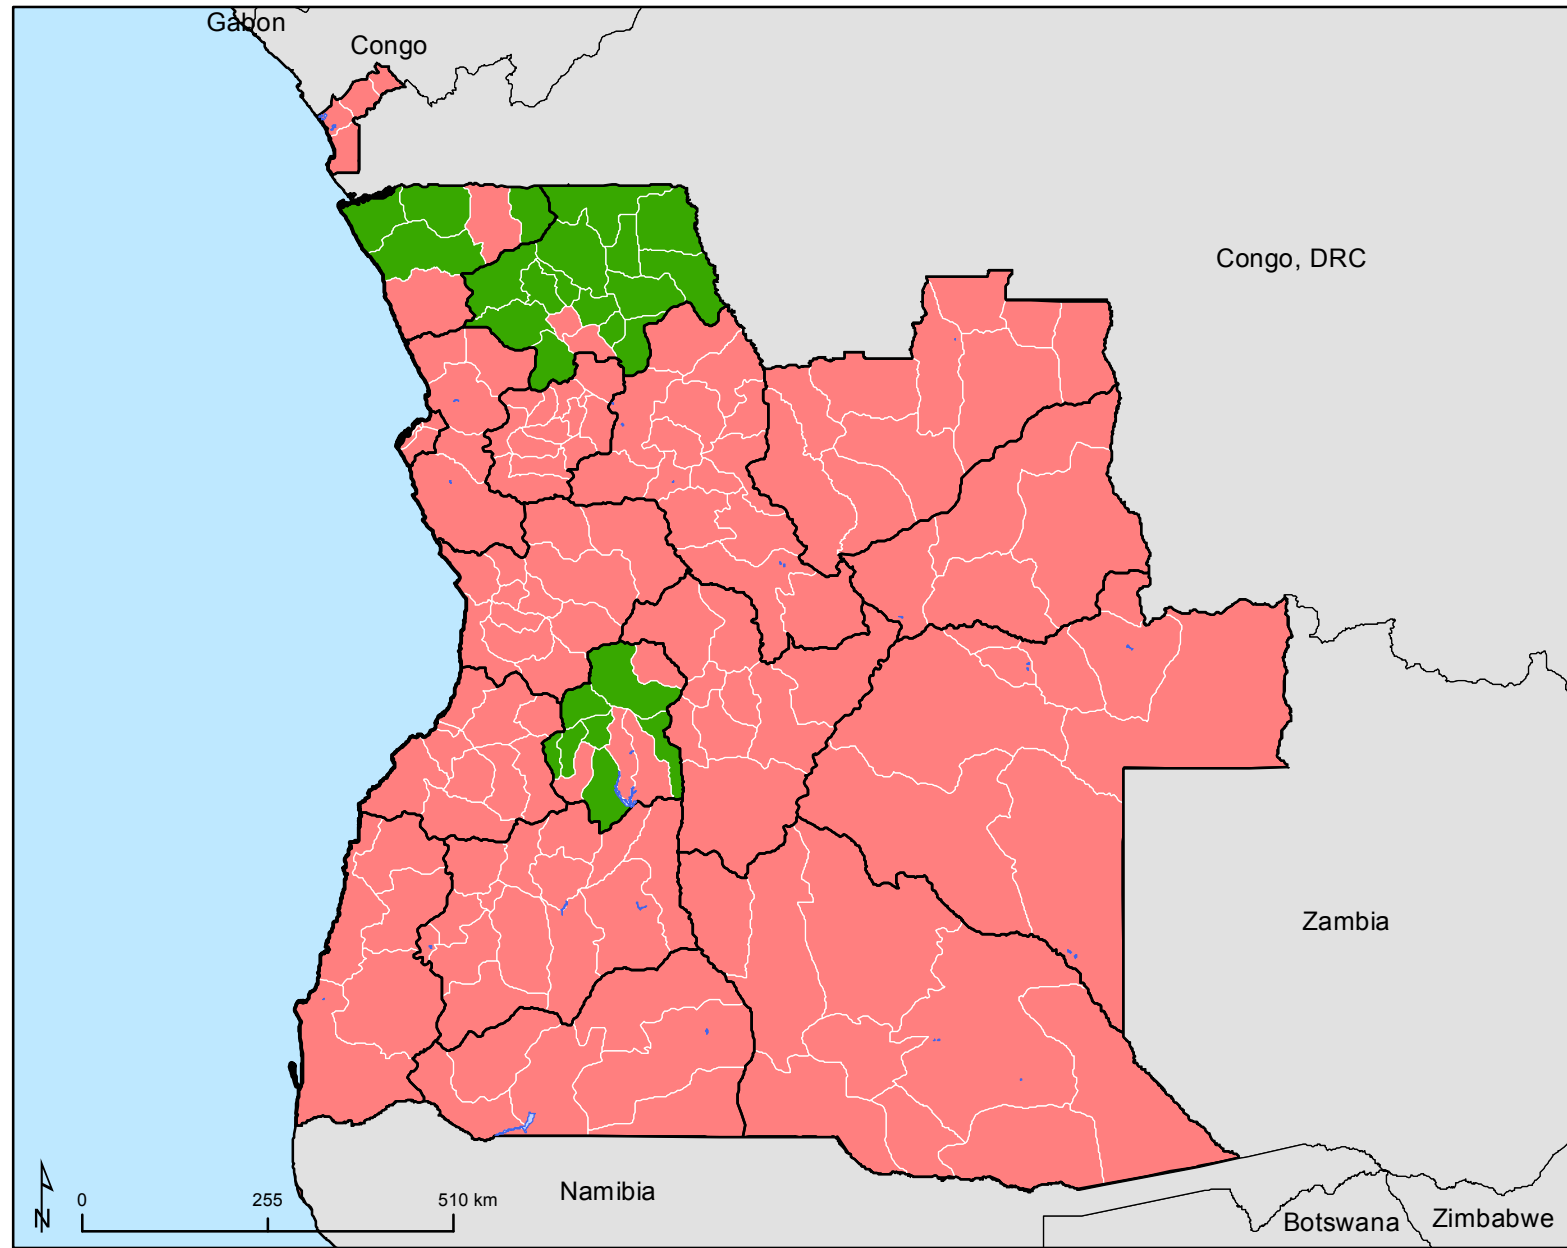 Gabon
Congo
Congo, DRC
Zambia
Namibia
Botswana
Zimbabwe
N
0 255 510 km